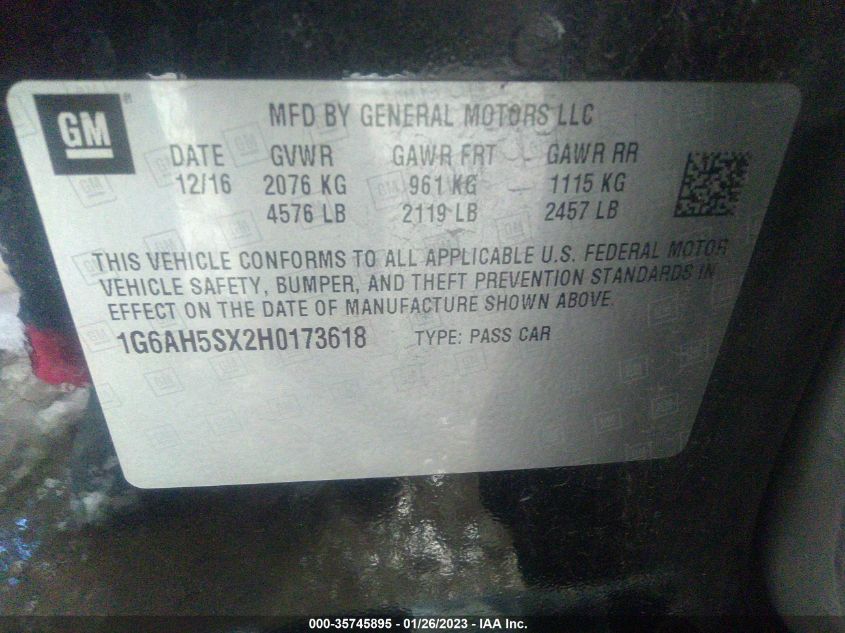 GM ®
MFD BY GENERAL MOTORS LLC
DATE GVWR GAWR FRT GAWR RR
12/16 2076 KG 961 KG 1115 KG
4576 LB 2119 LB 2457 LB
THIS VEHICLE CONFORMS TO ALL APPLICABLE U.S. FEDERAL MOTOR
VEHICLE SAFETY, BUMPER, AND THEFT PREVENTION STANDARDS IN
EFFECT ON THE DATE OF MANUFACTURE SHOWN ABOVE.
1G6AH5SX2H0173618 TYPE: PASS CAR
000-35745895 - 01/26/2023 - IAA Inc.